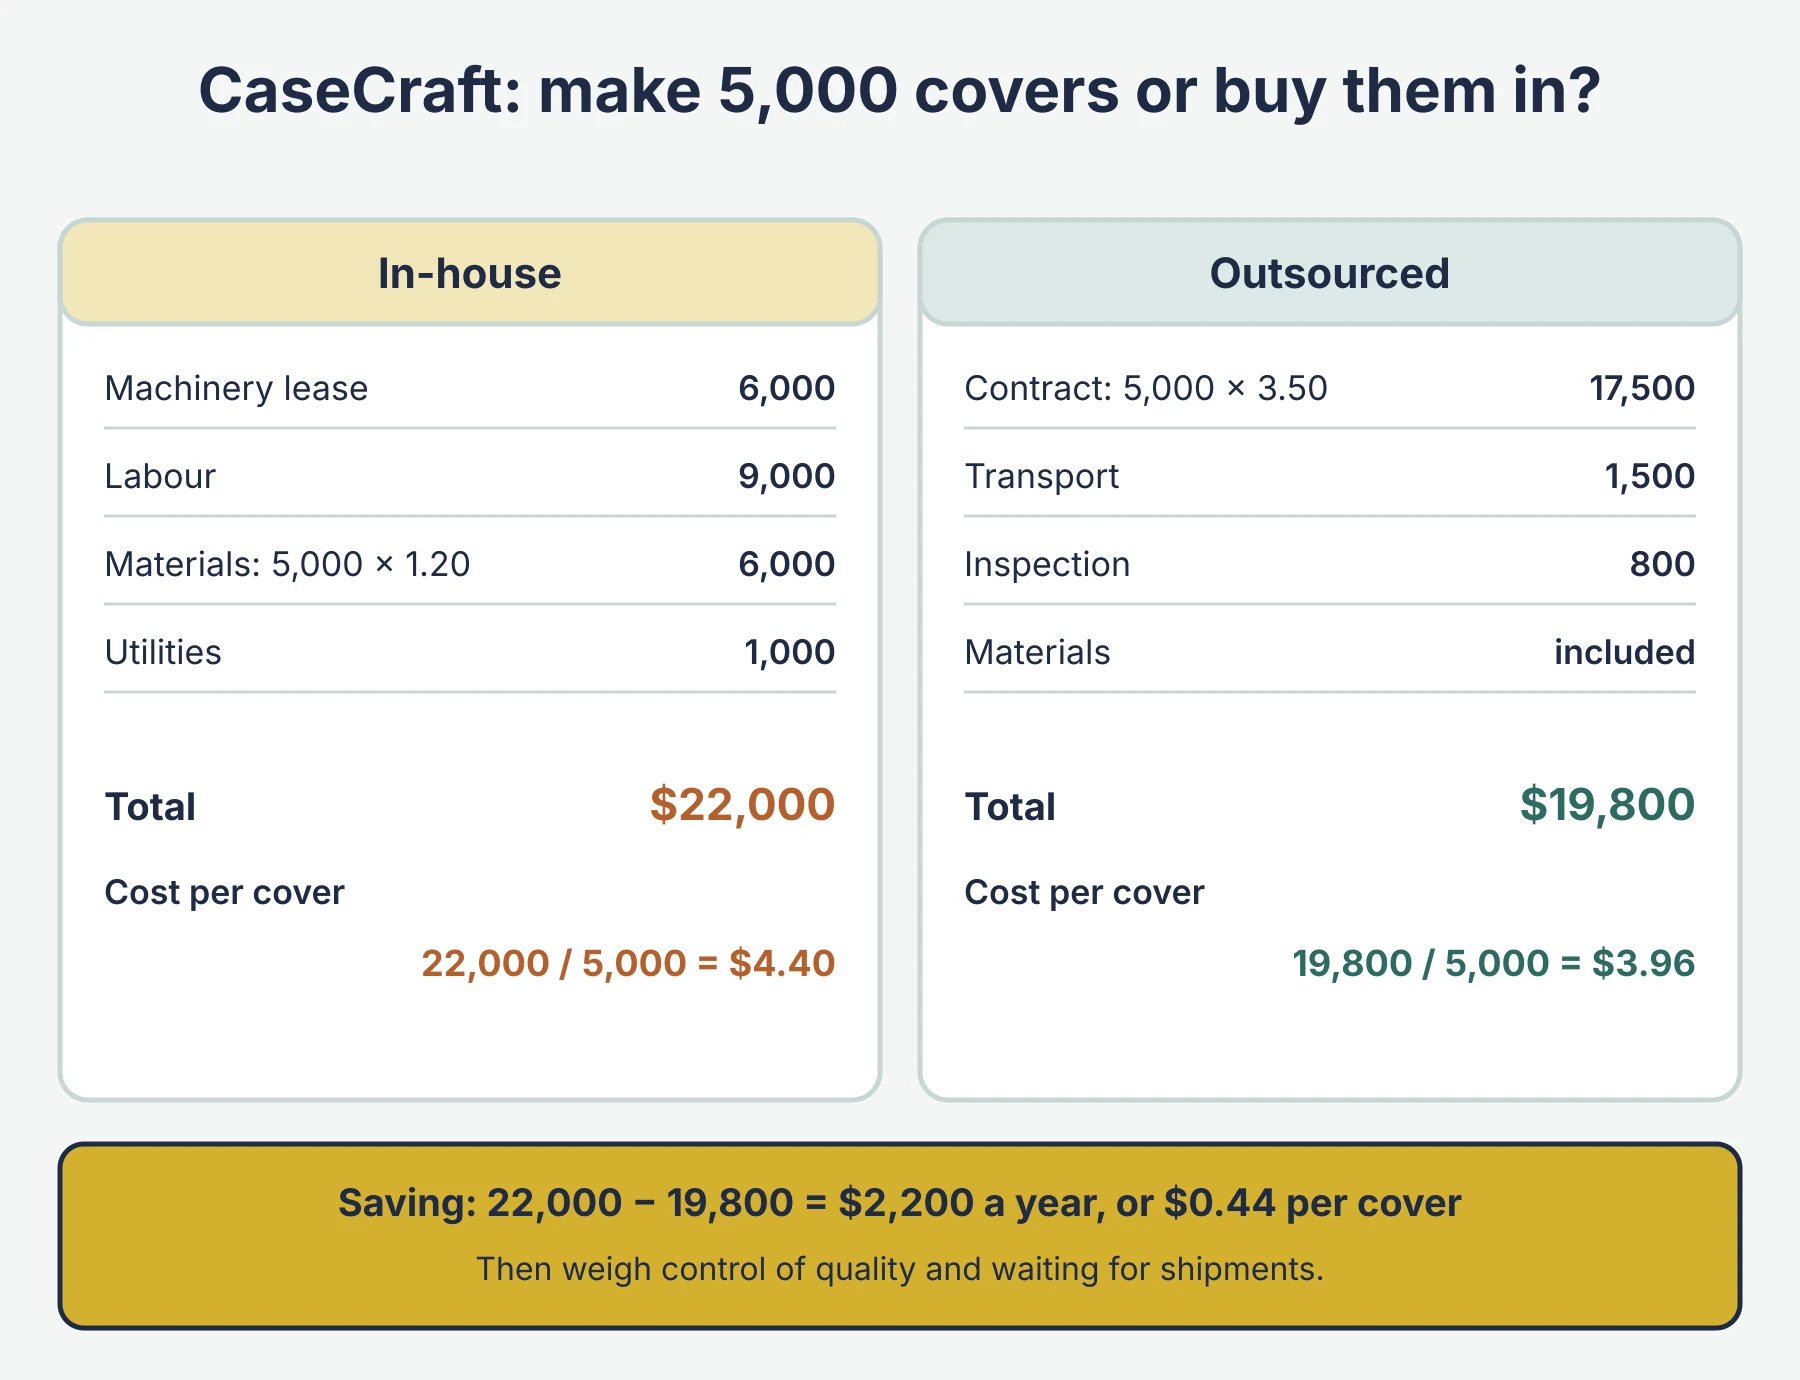 CaseCraft: make 5,000 covers or buy them in?
In-house
Machinery lease 6,000
Labour 9,000
Materials: 5,000 × 1.20 6,000
Utilities 1,000
Total $22,000
Cost per cover
22,000 / 5,000 = $4.40
Outsourced
Contract: 5,000 × 3.50 17,500
Transport 1,500
Inspection 800
Materials included
Total $19,800
Cost per cover
19,800 / 5,000 = $3.96
Saving: 22,000 − 19,800 = $2,200 a year, or $0.44 per cover
Then weigh control of quality and waiting for shipments.